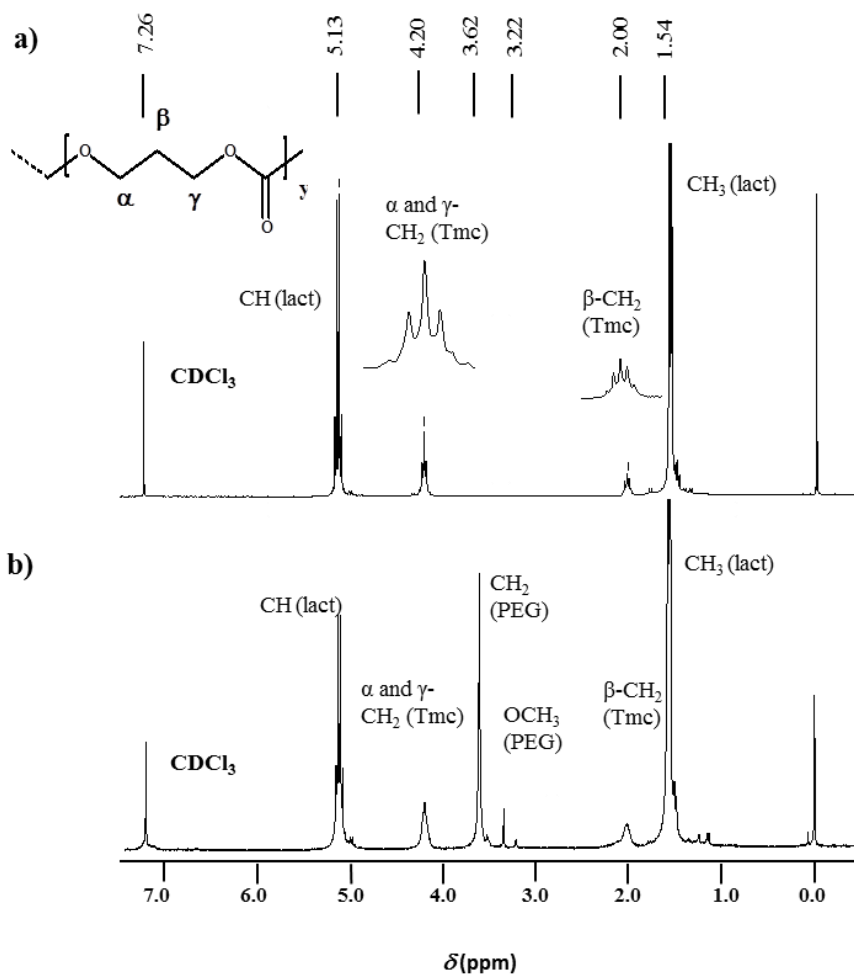 a)
7.26
5.13
4.20
3.62
3.22
2.00
1.54
β
O
O
α
γ
O
y
α and γ-
CH₂ (Tmc)
CH₃ (lact)
CH (lact)
β-CH₂
(Tmc)
CDCl₃
b)
CH₃ (lact)
CH₂
(PEG)
CH (lact)
α and γ-
CH₂ (Tmc)
β-CH₂
(Tmc)
OCH₃
(PEG)
CDCl₃
7.0 6.0 5.0 4.0 3.0 2.0 1.0 0.0
δ (ppm)